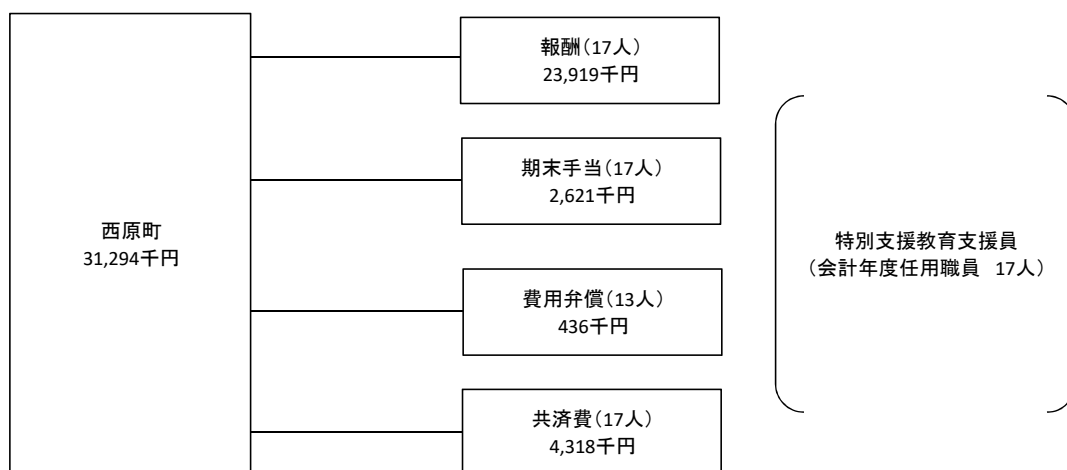 報酬(17人)
23,919千円
期末手当(17人)
2,621千円
西原町
31,294千円
特別支援教育支援員
(会計年度任用職員 17人)
費用弁償(13人)
436千円
共済費(17人)
4,318千円